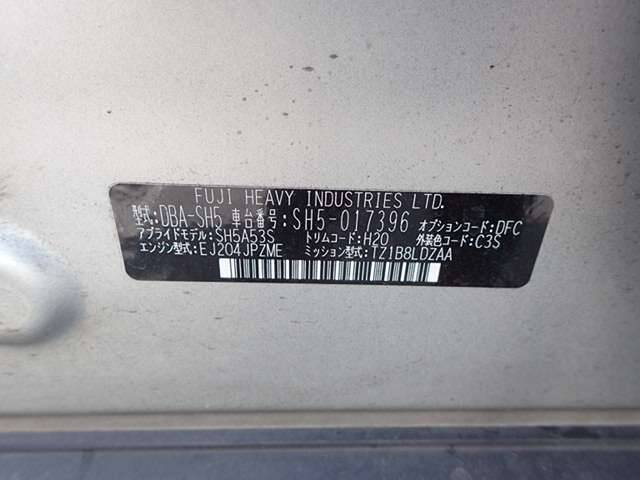 FUJI HEAVY INDUSTRIES LTD.
型式:DBA-SH5 車台番号:SH5-017396 オプションコード:DFC
アプライドモデル:SH5A53S トリムコード:H20 外装色コード:C3S
エンジン型式:EJ204JPZME ミッション型式:TZ1B8LDZAA